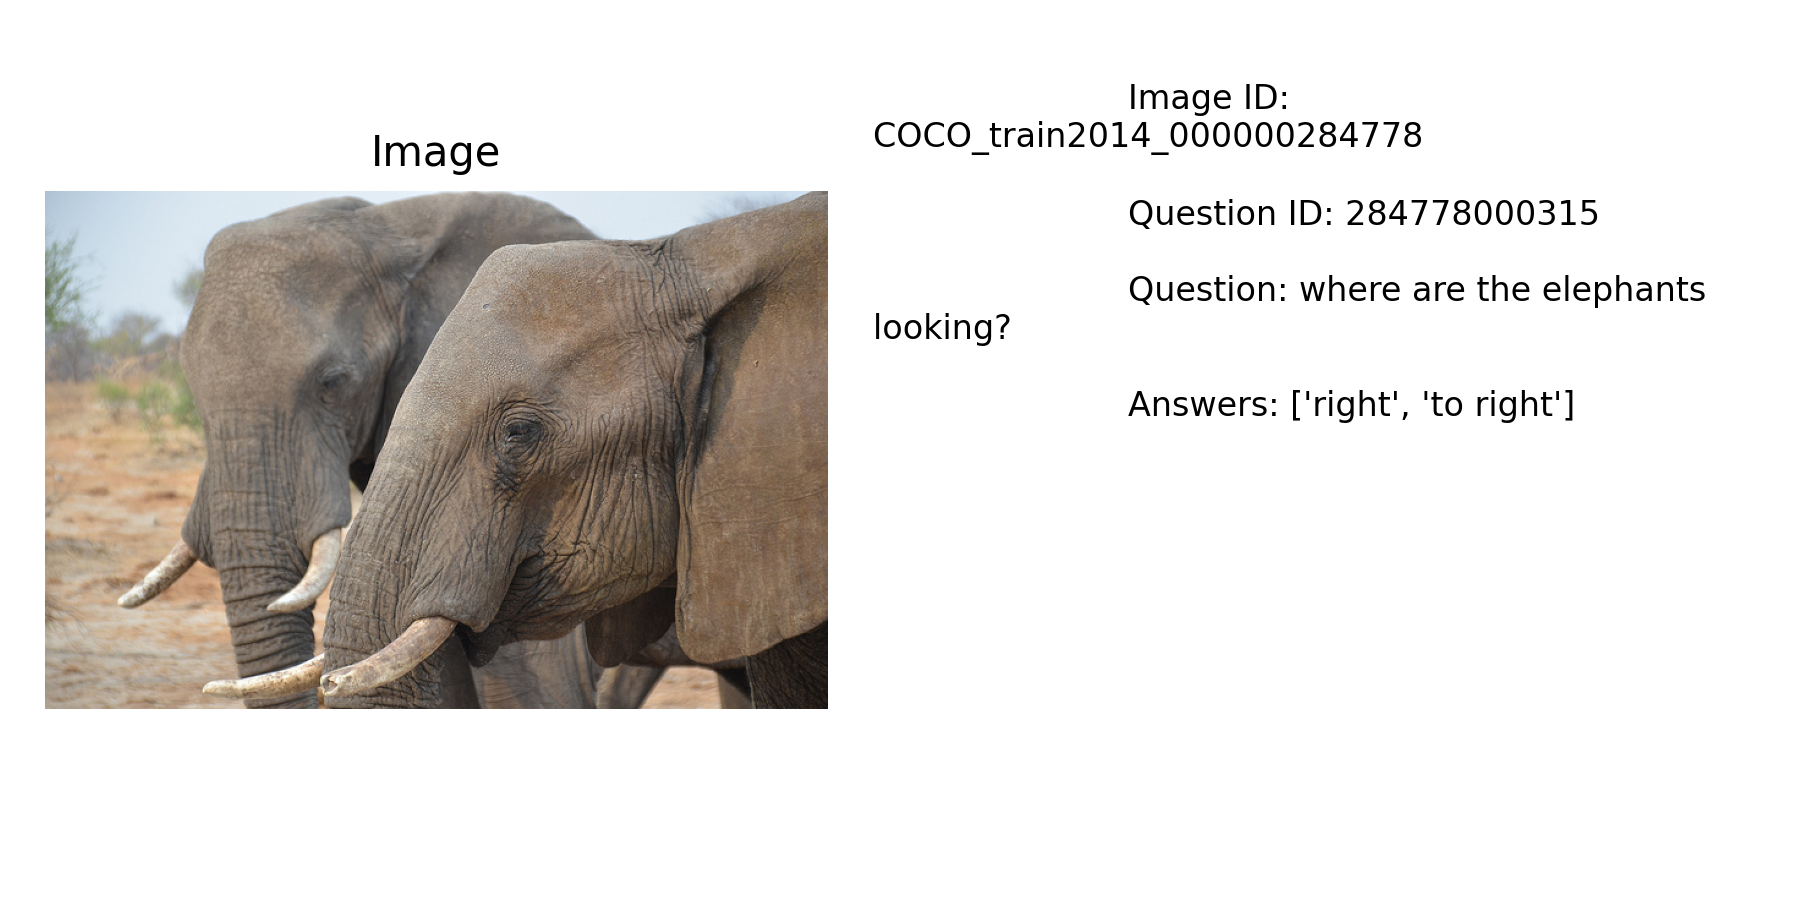 Image
Image ID:
COCO_train2014_000000284778
Question ID: 284778000315
Question: where are the elephants
looking?
Answers: ['right', 'to right']